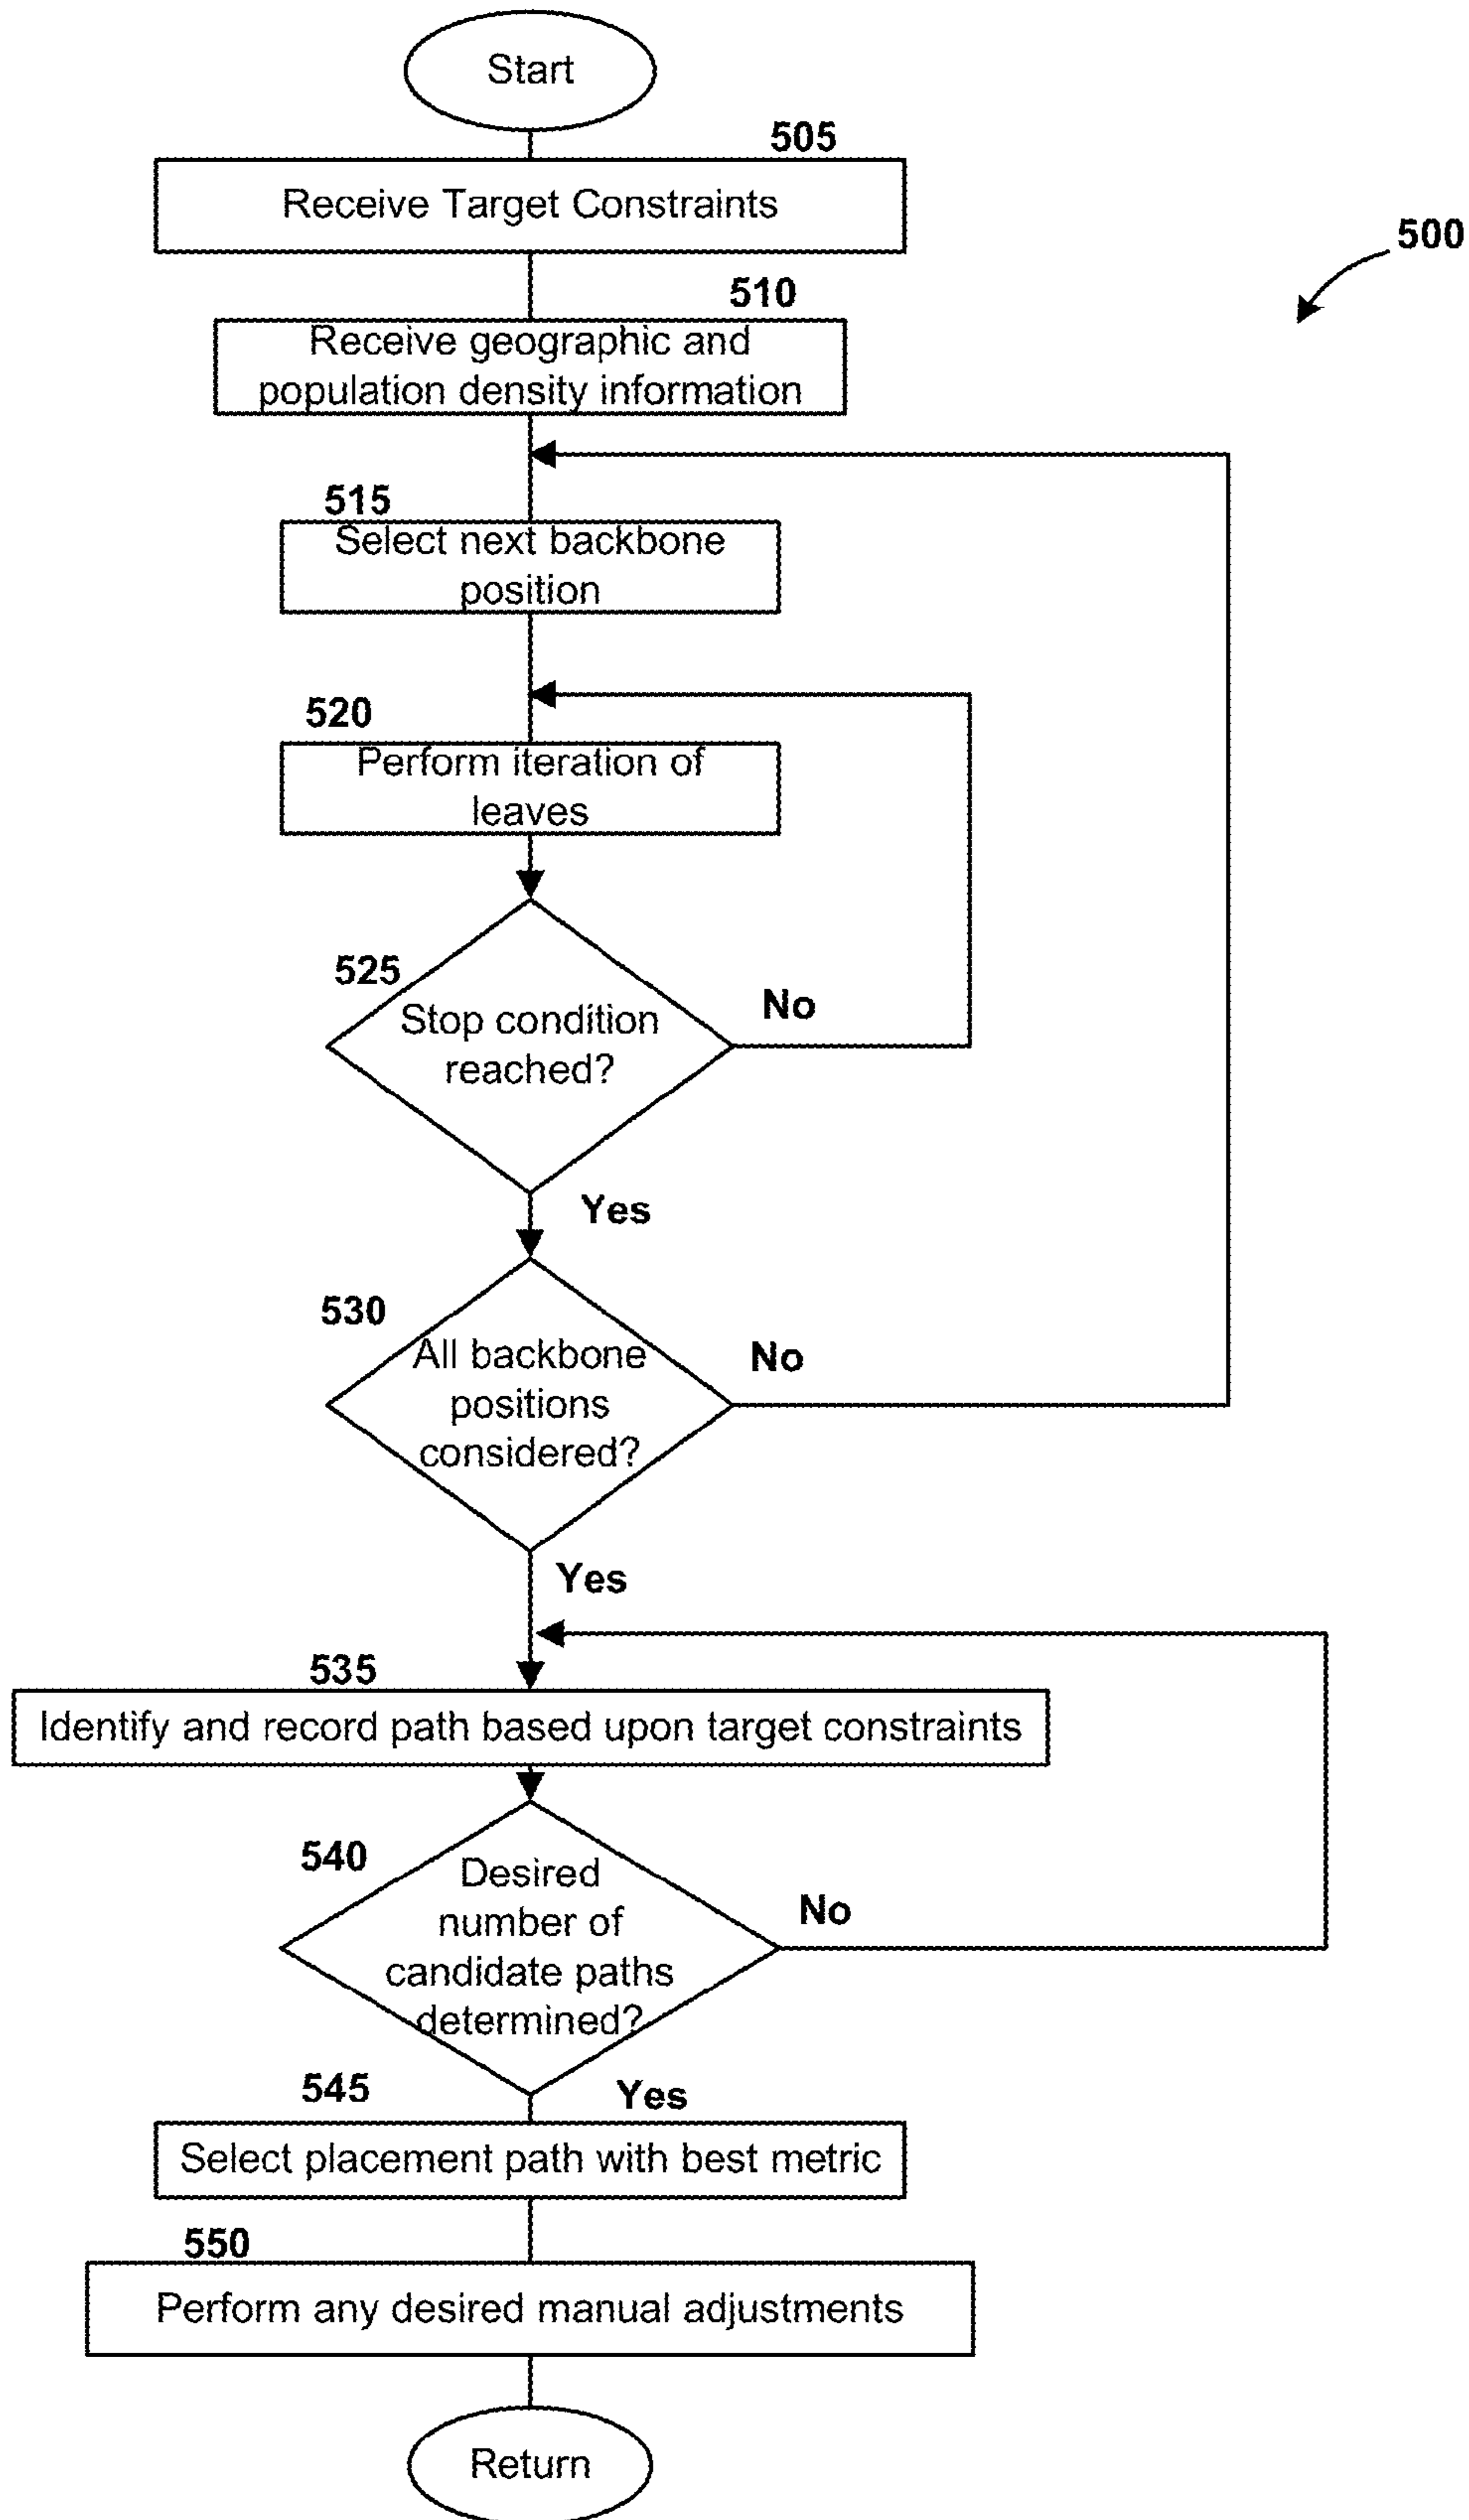 Start
505
Receive Target Constraints
500
510
Receive geographic and
population density information
515
Select next backbone
position
520
Perform iteration of
leaves
525
Stop condition
reached?
No
Yes
530
All backbone
positions
considered?
No
Yes
535
Identify and record path based upon target constraints
540
Desired
number of
candidate paths
determined?
No
545
Yes
Select placement path with best metric
550
Perform any desired manual adjustments
Return